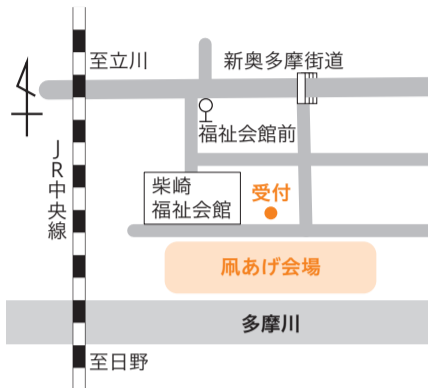 至立川
新奥多摩街道
福祉会館前
JR中央線
柴崎
福祉会館
受付
凧あげ会場
多摩川
至日野